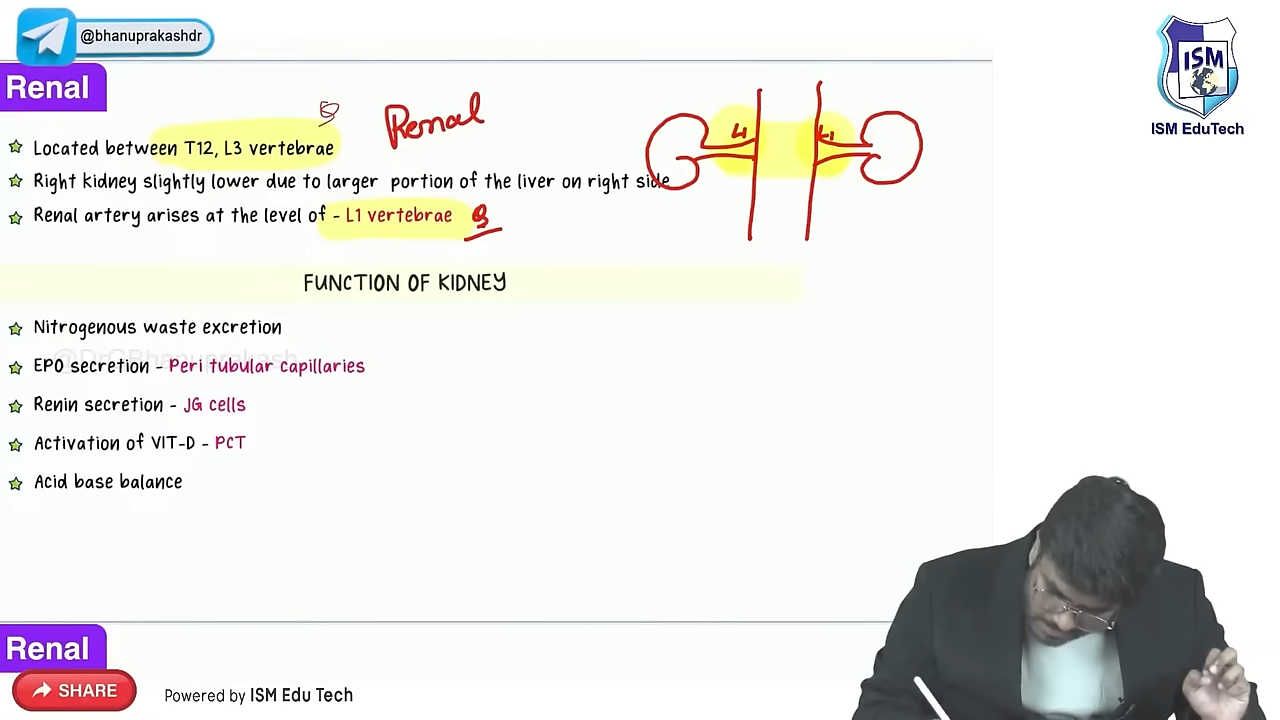 @bhanuprakashdr
Renal
ISM
ISM EduTech
Renal
L1
L1
Located between T12, L3 vertebrae
Right kidney slightly lower due to larger portion of the liver on right side
Renal artery arises at the level of - L1 vertebrae
FUNCTION OF KIDNEY
Nitrogenous waste excretion
@DrGBhanuprakash
EPO secretion - Peri tubular capillaries
Renin secretion - JG cells
Activation of VIT-D - PCT
Acid base balance
Renal
SHARE
Powered by ISM Edu Tech